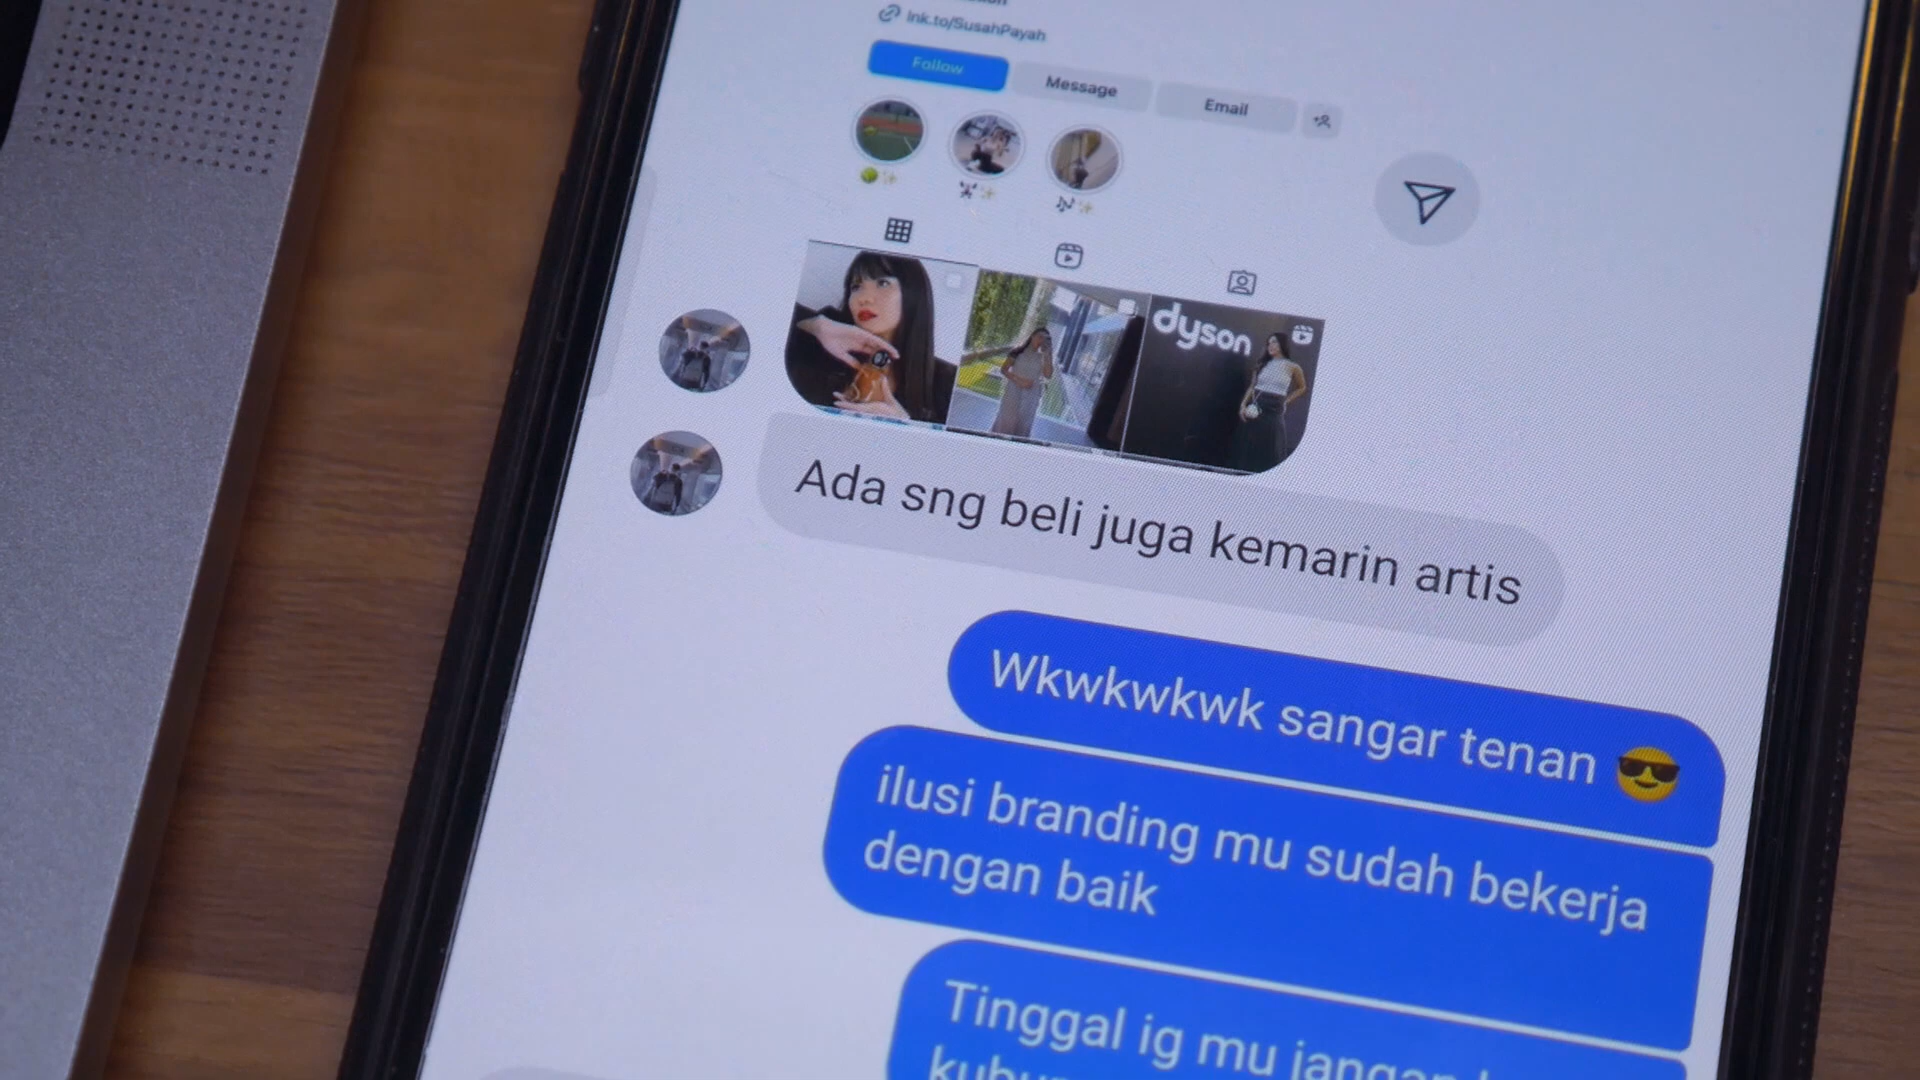 lnk.to/SusahPayah
Follow
Message
Email
dyson
Ada sng beli juga kemarin artis
Wkwkwkwk sangar tenan 😎
ilusi branding mu sudah bekerja
dengan baik
Tinggal ig mu jangan